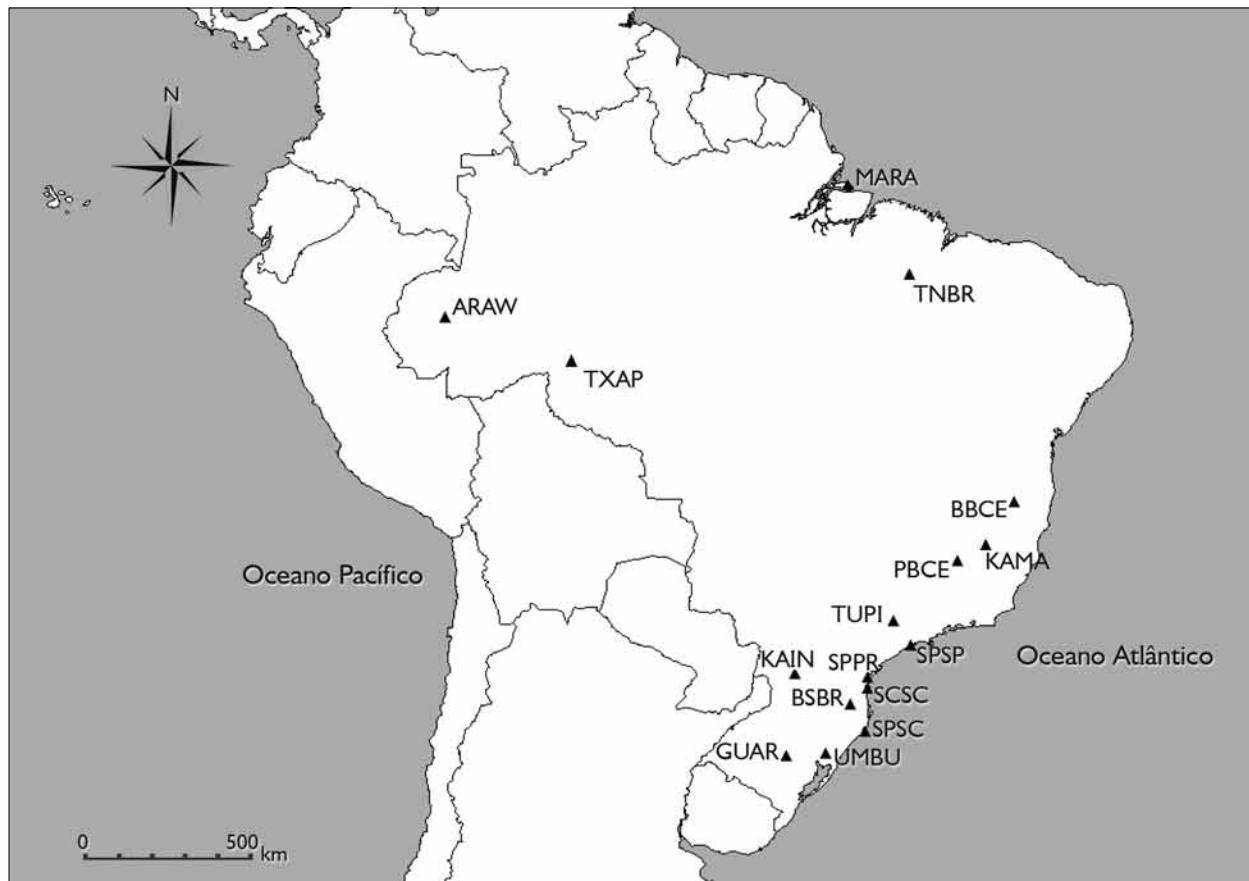 N
MARA
TNBR
ARAW
TXAP
BBCE
KAMA
PBCE
Oceano Pacífico
TUPI
SPSP
Oceano Atlântico
KAIN
SPPR
SCSC
BSBR
SPSC
GUAR
UMBU
0
500
km